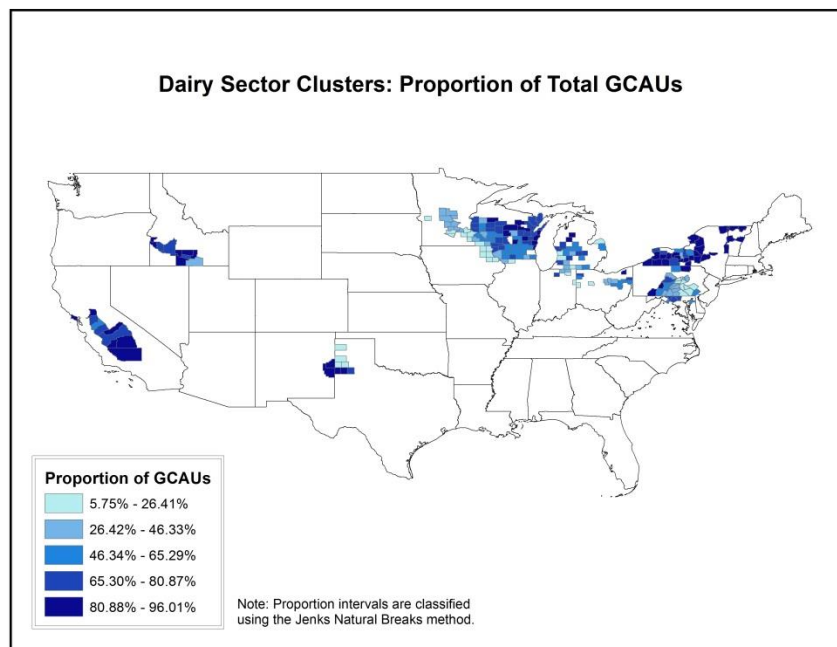 Dairy Sector Clusters: Proportion of Total GCAUs
Proportion of GCAUs
5.75% - 26.41%
26.42% - 46.33%
46.34% - 65.29%
65.30% - 80.87%
80.88% - 96.01%
Note: Proportion intervals are classified
using the Jenks Natural Breaks method.